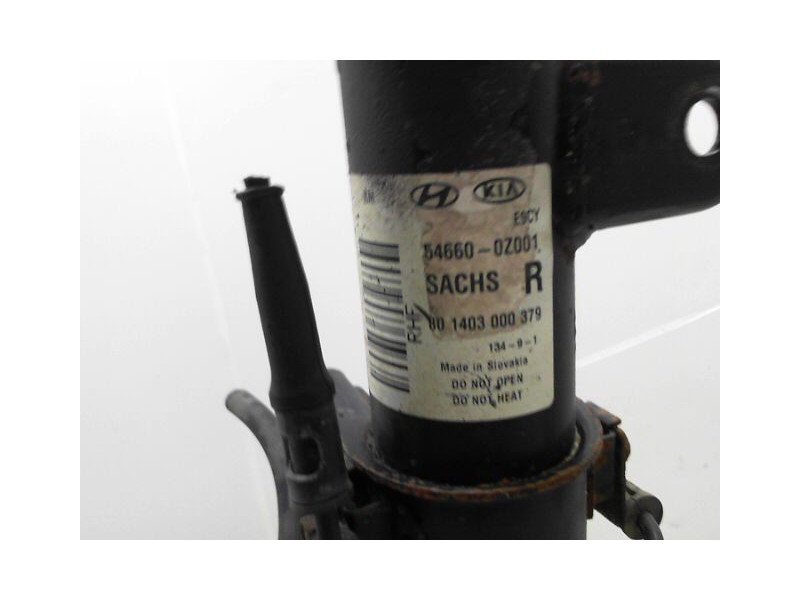 KIA
E9CY
54660-0Z001
SACHS R
RHF
1403 000 379
134-9-1
Made in Slovakia
DO NOT OPEN
DO NOT HEAT